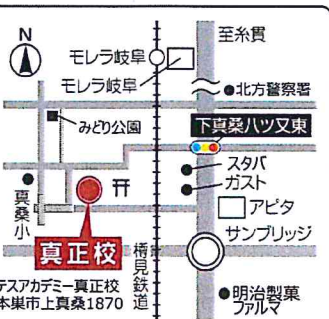 N
至糸貫
モレラ岐阜
モレラ岐阜
北方警察署
みどり公園
下真桑八ツ又東
スタバ
ガスト
真桑小
アピタ
サンブリッジ
真正校
樽見鉄道
テスアカデミー真正校
本巣市上真桑1870
明治製菓
ファルマ